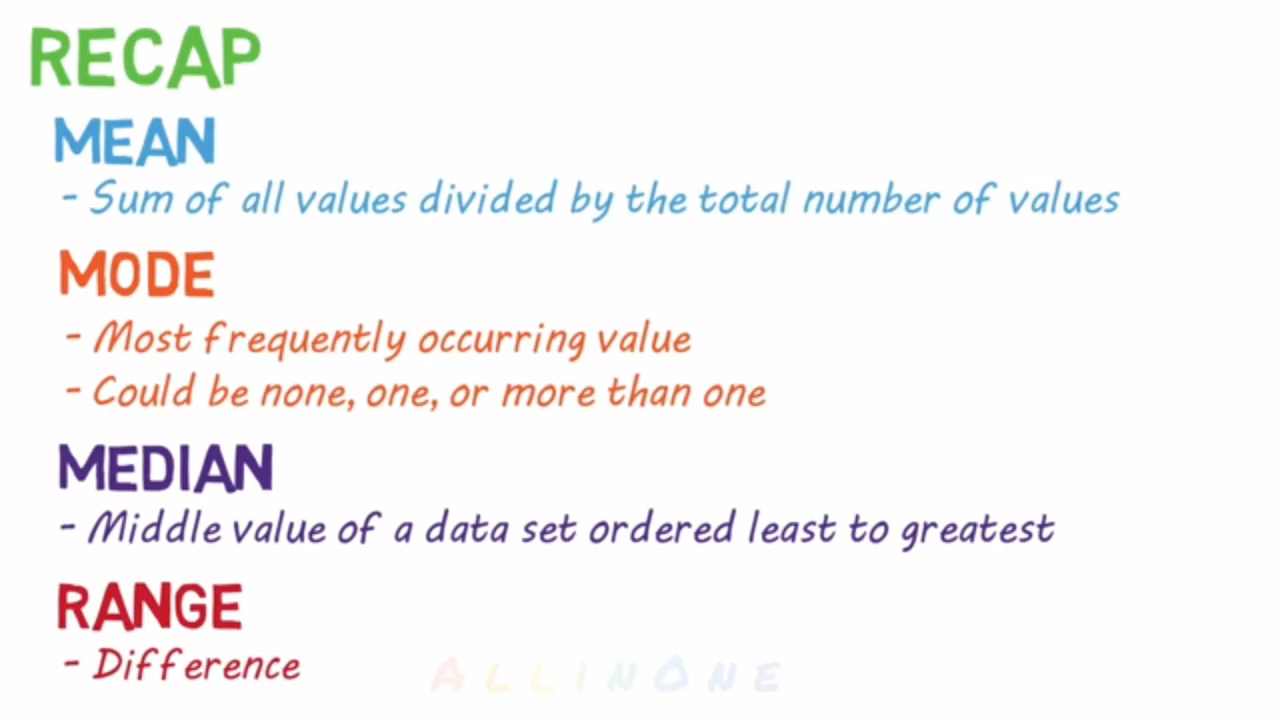 RECAP
MEAN
- Sum of all values divided by the total number of values
MODE
- Most frequently occurring value
- Could be none, one, or more than one
MEDIAN
- Middle value of a data set ordered least to greatest
RANGE
- Difference
ALLINONE